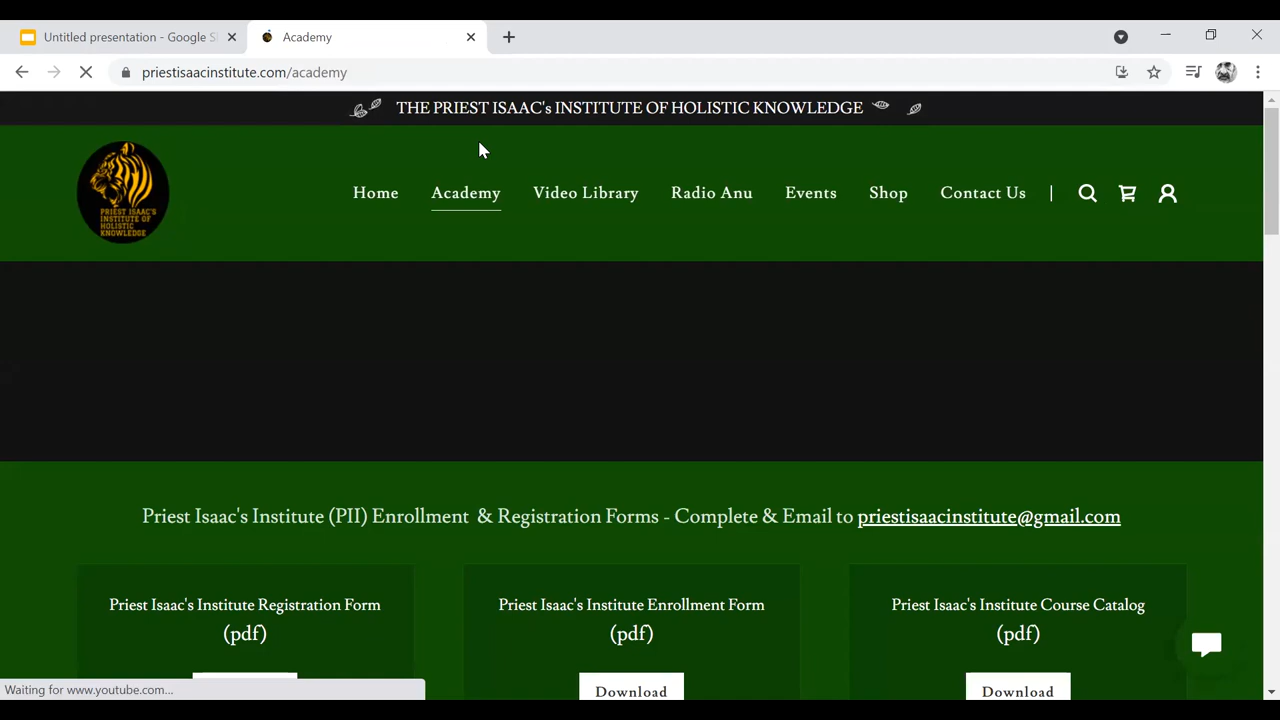 Untitled presentation - Google Sl
Academy
priestisaacinstitute.com/academy
THE PRIEST ISAAC's INSTITUTE OF HOLISTIC KNOWLEDGE
PRIEST ISAAC'S
INSTITUTE OF
HOLISTIC
KNOWLEDGE
Home Academy Video Library Radio Anu Events Shop Contact Us
Priest Isaac's Institute (PII) Enrollment & Registration Forms - Complete & Email to priestisaacinstitute@gmail.com
Priest Isaac's Institute Registration Form
(pdf)
Priest Isaac's Institute Enrollment Form
(pdf)
Download
Priest Isaac's Institute Course Catalog
(pdf)
Download
Waiting for www.youtube.com...